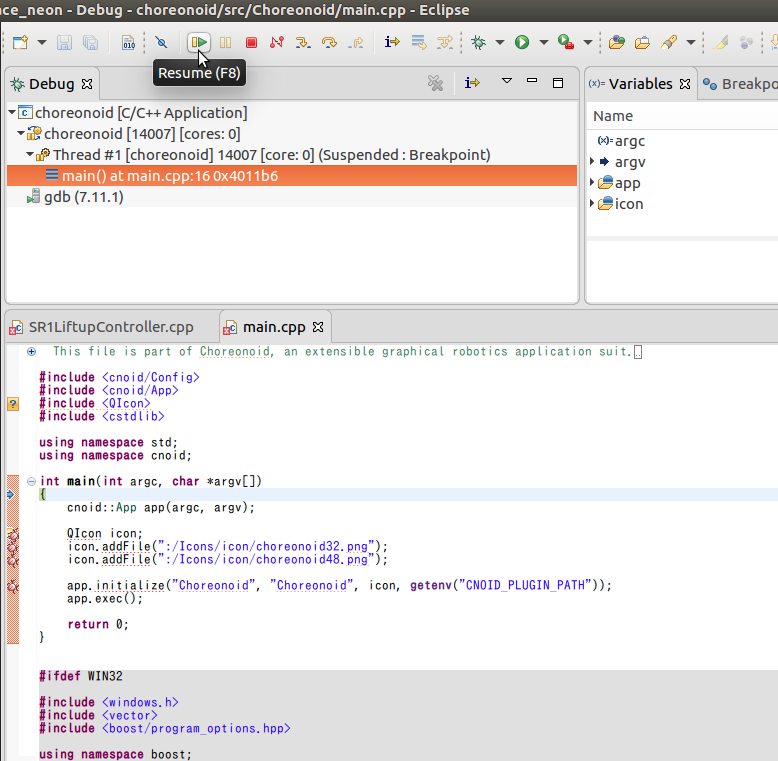 ce_neon - Debug - choreonoid/src/Choreonoid/main.cpp - Eclipse
010
Resume (F8)
Debug
(x)= Variables
Breakpo
choreonoid [C/C++ Application]
choreonoid [14007] [cores: 0]
Thread #1 [choreonoid] 14007 [core: 0] (Suspended : Breakpoint)
main() at main.cpp:16 0x4011b6
gdb (7.11.1)
Name
(x)= argc
argv
app
icon
SR1LiftupController.cpp
main.cpp
This file is part of Choreonoid, an extensible graphical robotics application suit.
#include <cnoid/Config>
#include <cnoid/App>
#include <QIcon>
#include <cstdlib>
using namespace std;
using namespace cnoid;
int main(int argc, char *argv[])
{
cnoid::App app(argc, argv);
QIcon icon;
icon.addFile(":/Icons/icon/choreonoid32.png");
icon.addFile(":/Icons/icon/choreonoid48.png");
app.initialize("Choreonoid", "Choreonoid", icon, getenv("CNOID_PLUGIN_PATH"));
app.exec();
return 0;
}
#ifdef WIN32
#include <windows.h>
#include <vector>
#include <boost/program_options.hpp>
using namespace boost;